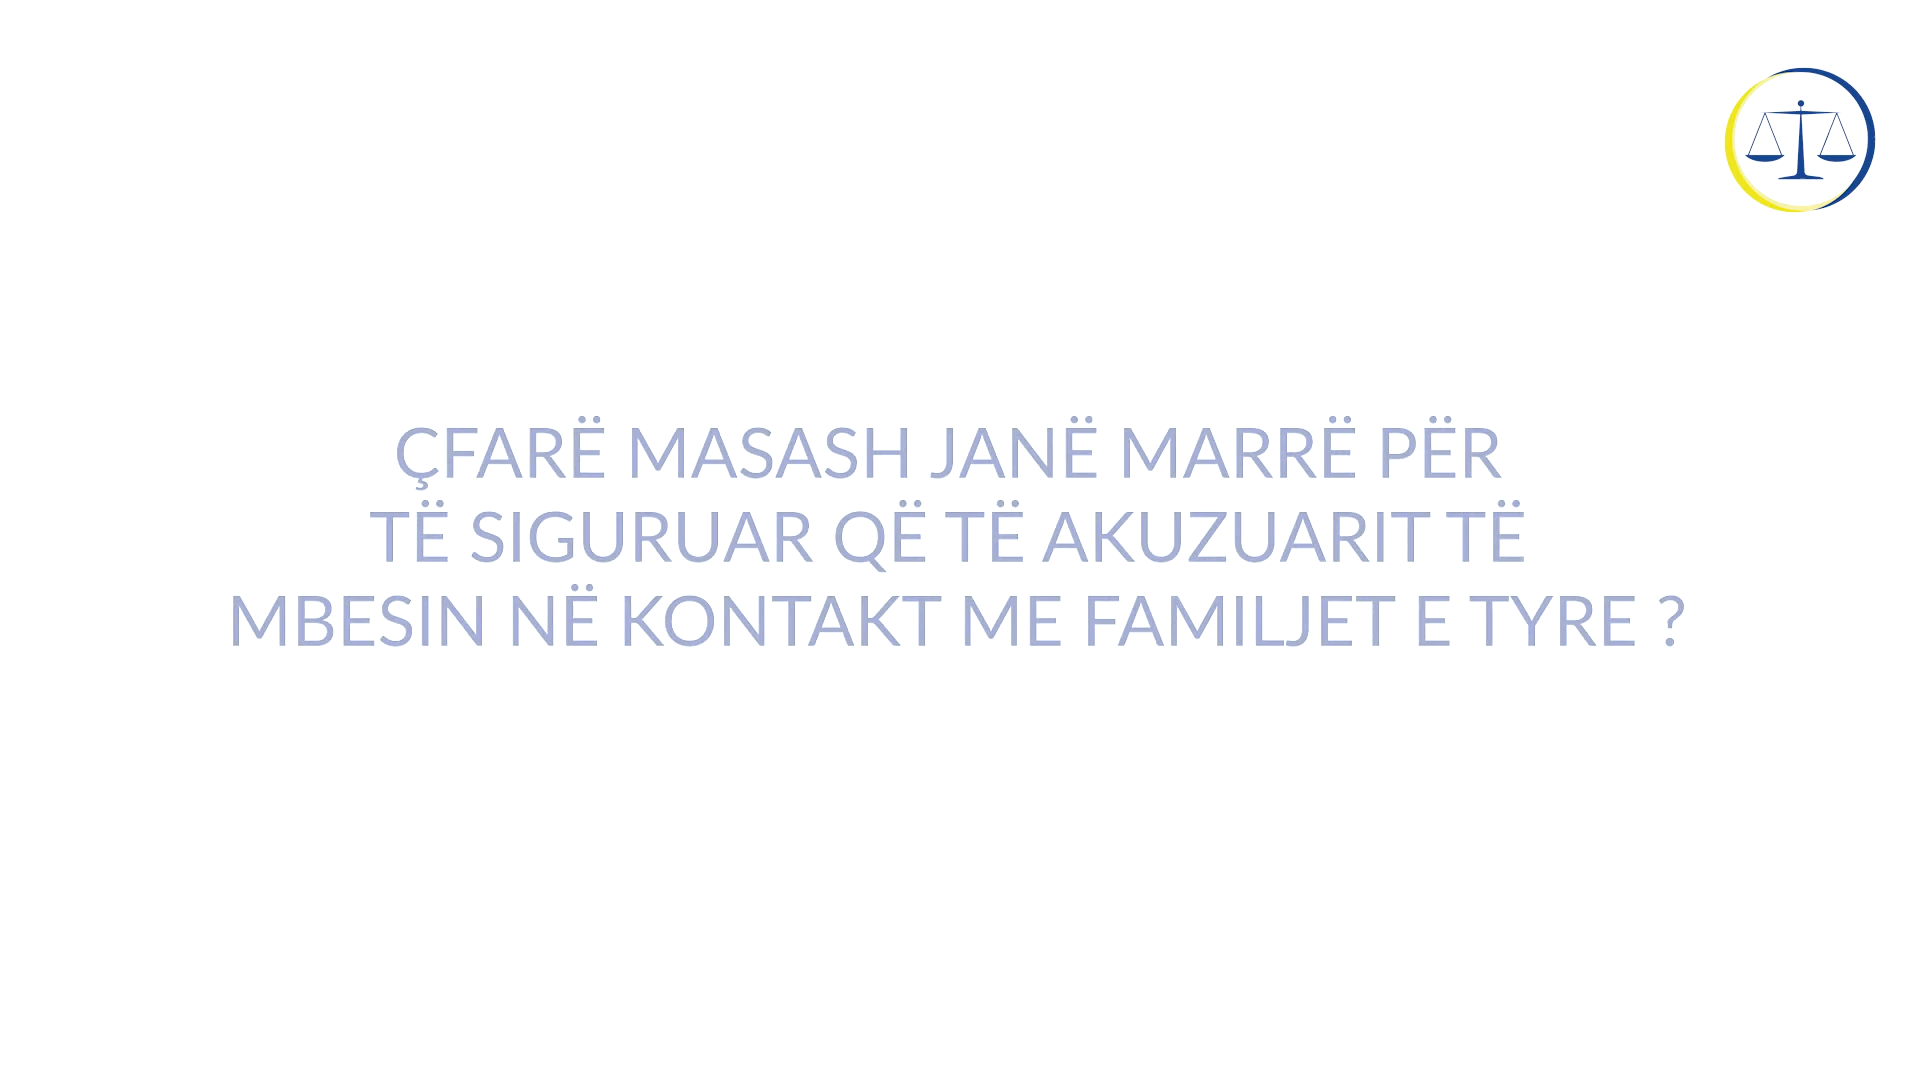 ÇFARË MASASH JANË MARRË PËR
TË SIGURUAR QË TË AKUZUARIT TË
MBESIN NË KONTAKT ME FAMILJET E TYRE ?